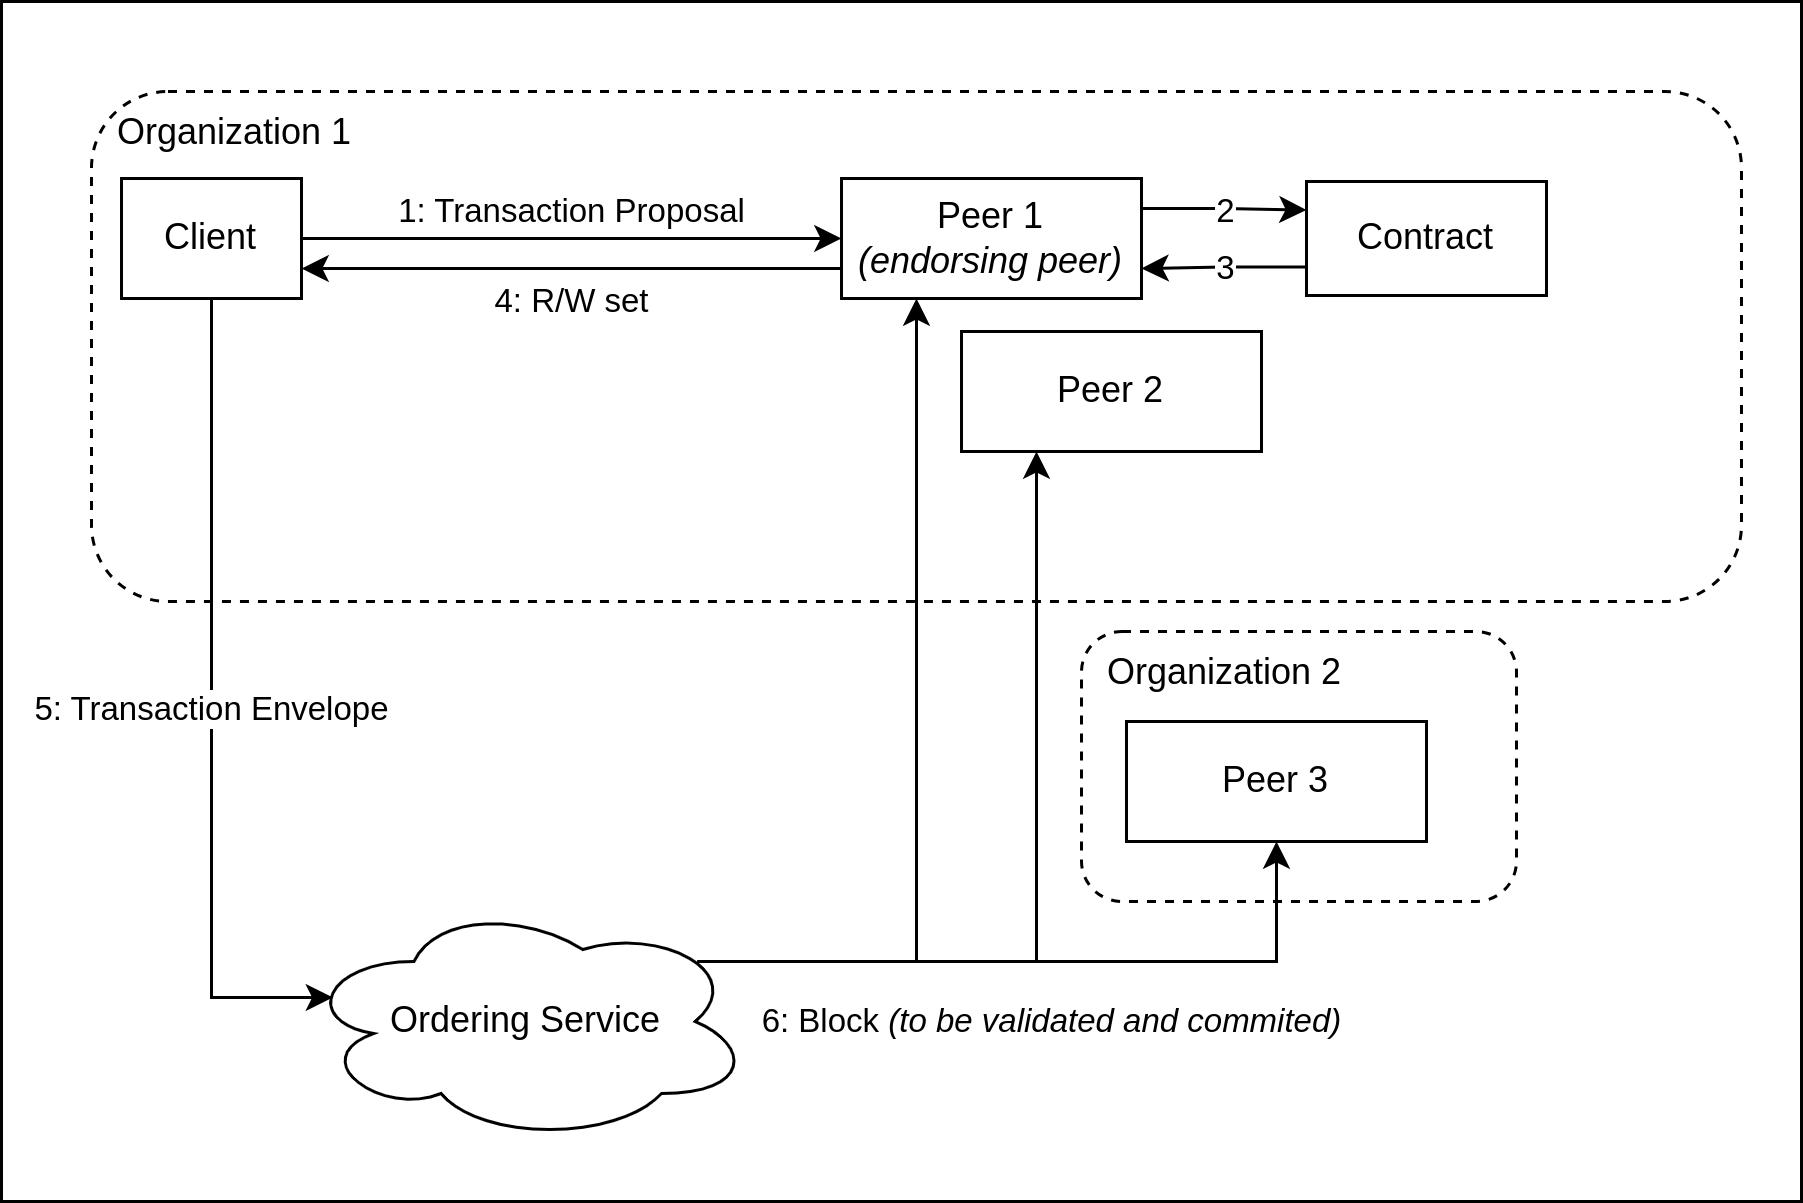 Organization 1
Client
1: Transaction Proposal
4: R/W set
Peer 1
(endorsing peer)
2
3
Contract
Peer 2
5: Transaction Envelope
Organization 2
Peer 3
Ordering Service
6: Block (to be validated and commited)